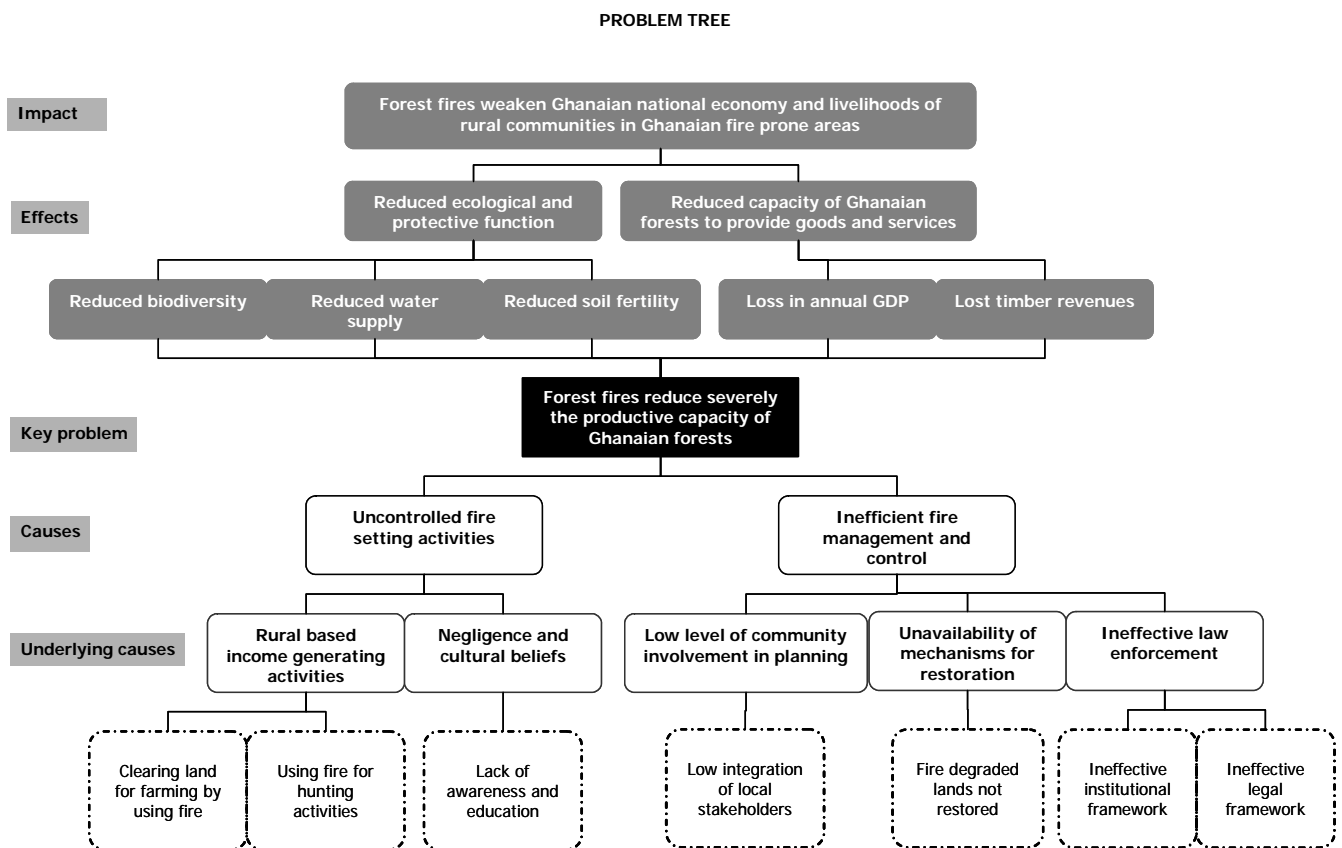 PROBLEM TREE
Impact
Forest fires weaken Ghanaian national economy and livelihoods of
rural communities in Ghanaian fire prone areas
Effects
Reduced ecological and
protective function
Reduced capacity of Ghanaian
forests to provide goods and services
Reduced biodiversity
Reduced water
supply
Reduced soil fertility
Loss in annual GDP
Lost timber revenues
Key problem
Forest fires reduce severely
the productive capacity of
Ghanaian forests
Causes
Uncontrolled fire
setting activities
Inefficient fire
management and
control
Underlying causes
Rural based
income generating
activities
Negligence and
cultural beliefs
Low level of community
involvement in planning
Unavailability of
mechanisms for
restoration
Ineffective law
enforcement
Clearing land
for farming by
using fire
Using fire for
hunting
activities
Lack of
awareness and
education
Low integration
of local
stakeholders
Fire degraded
lands not
restored
Ineffective
institutional
framework
Ineffective
legal
framework